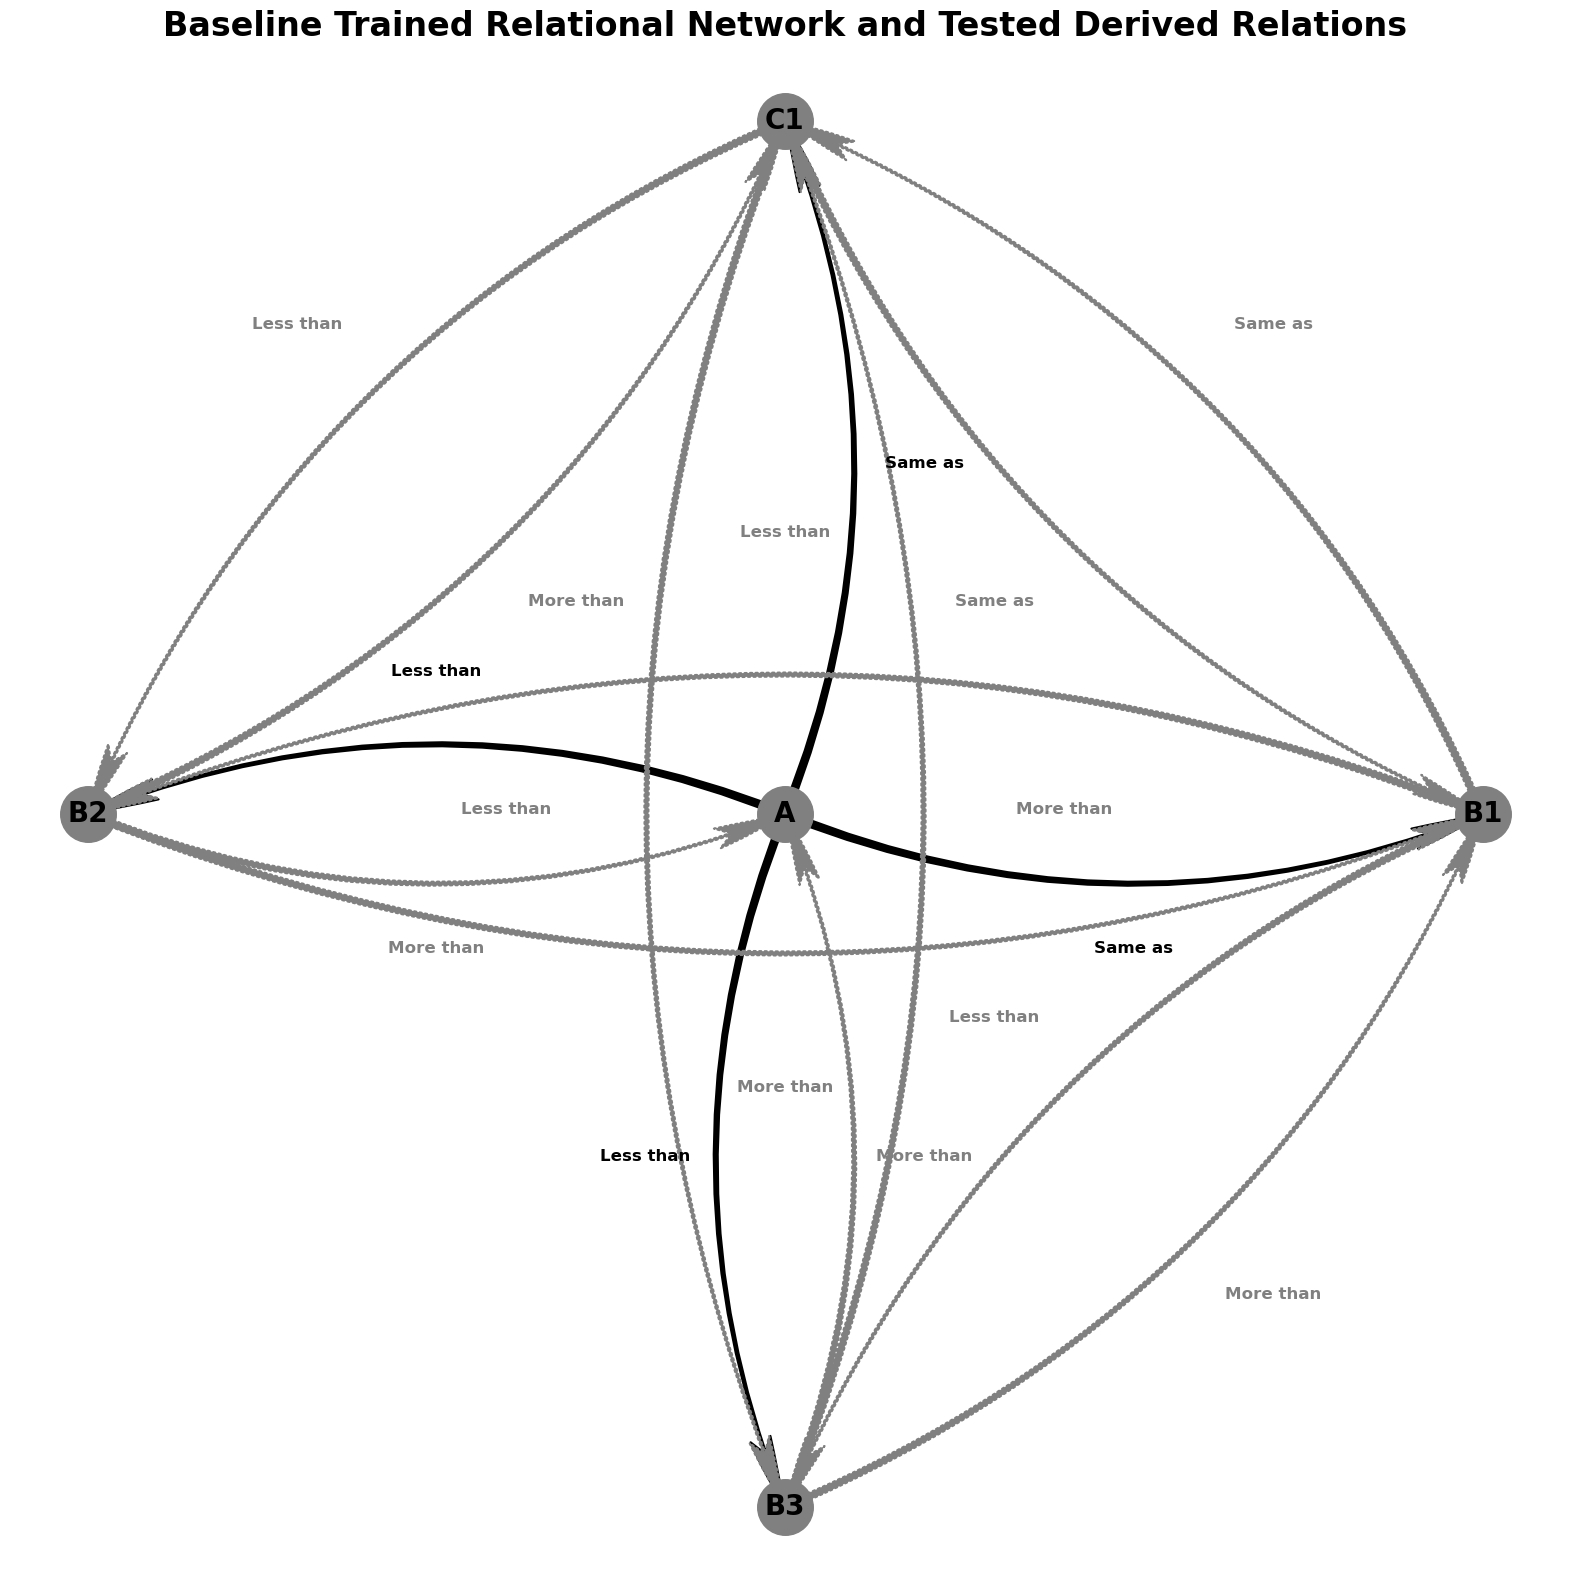 Baseline Trained Relational Network and Tested Derived Relations
C1
Less than
Same as
Same as
Less than
More than
Same as
Less than
Less than
More than
B2
A
B1
More than
Same as
Less than
More than
Less than
More than
More than
B3